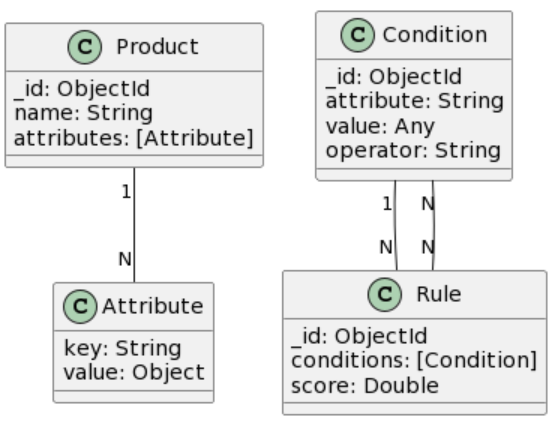 C Product
_id: ObjectId
name: String
attributes: [Attribute]
1
N
C Attribute
key: String
value: Object
C Condition
_id: ObjectId
attribute: String
value: Any
operator: String
1 N
N N
C Rule
_id: ObjectId
conditions: [Condition]
score: Double